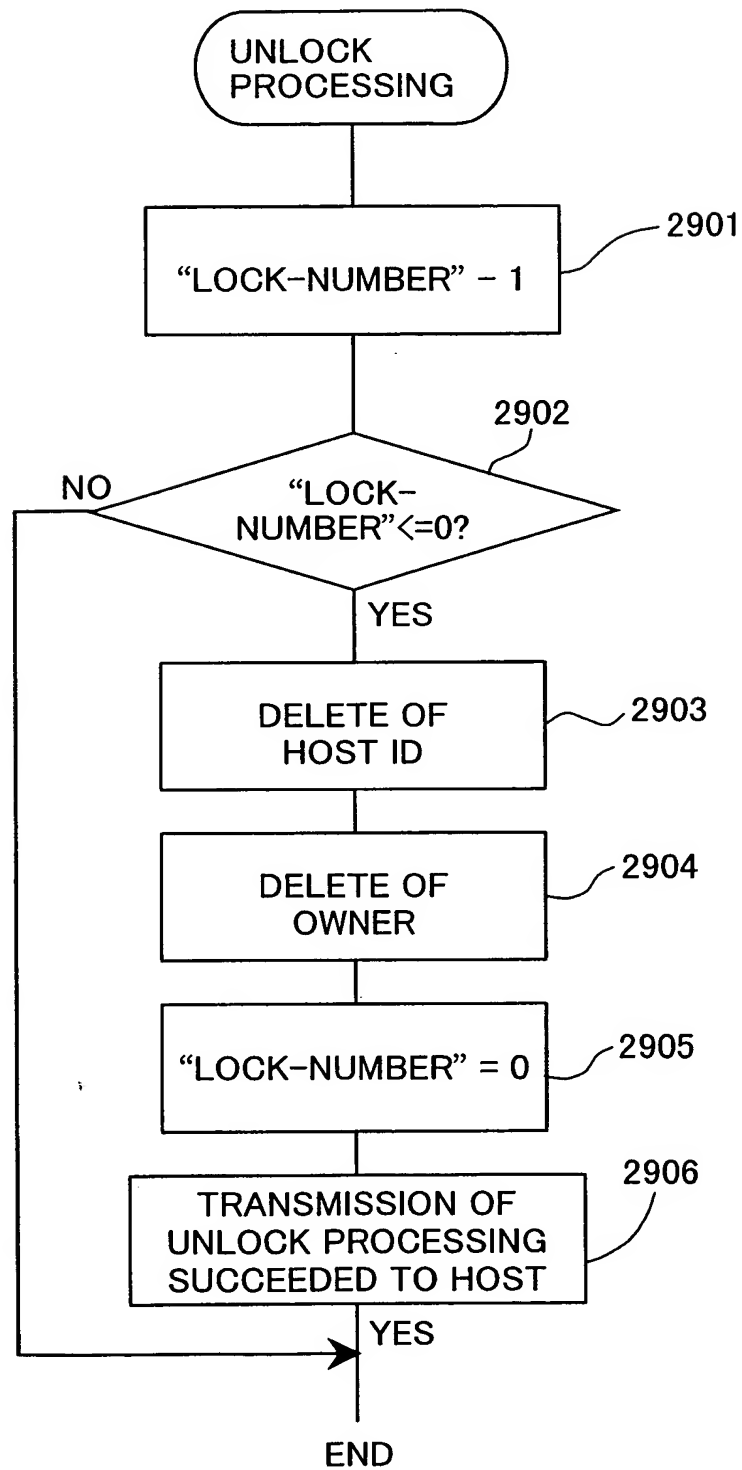 UNLOCK
PROCESSING
"LOCK-NUMBER" - 1
2901
2902
NO
"LOCK-
NUMBER"<=0?
YES
DELETE OF
HOST ID
2903
DELETE OF
OWNER
2904
"LOCK-NUMBER" = 0
2905
2906
TRANSMISSION OF
UNLOCK PROCESSING
SUCCEEDED TO HOST
YES
END